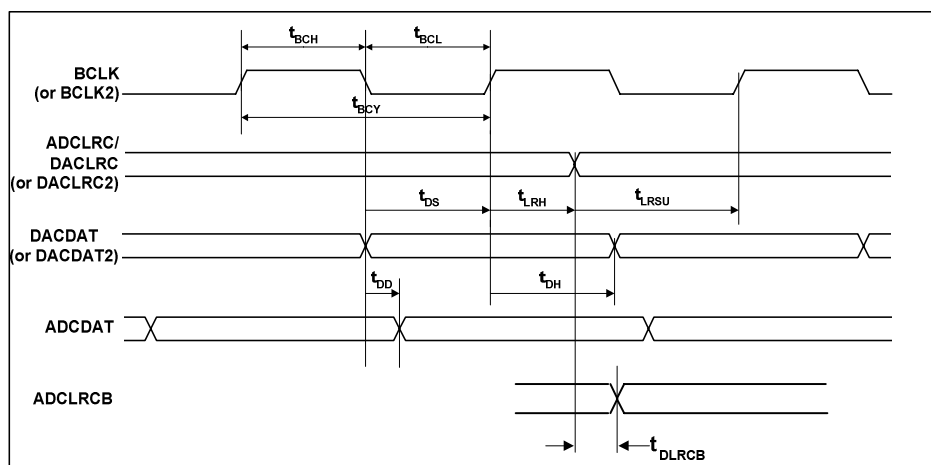 tBCH
tBCL
BCLK
(or BCLK2)
tBCY
ADCLRC/
DACLRC
(or DACLRC2)
tDS
tLRH
tLRSU
DACDAT
(or DACDAT2)
tDD
tDH
ADCDAT
ADCLRCB
tDLRCB